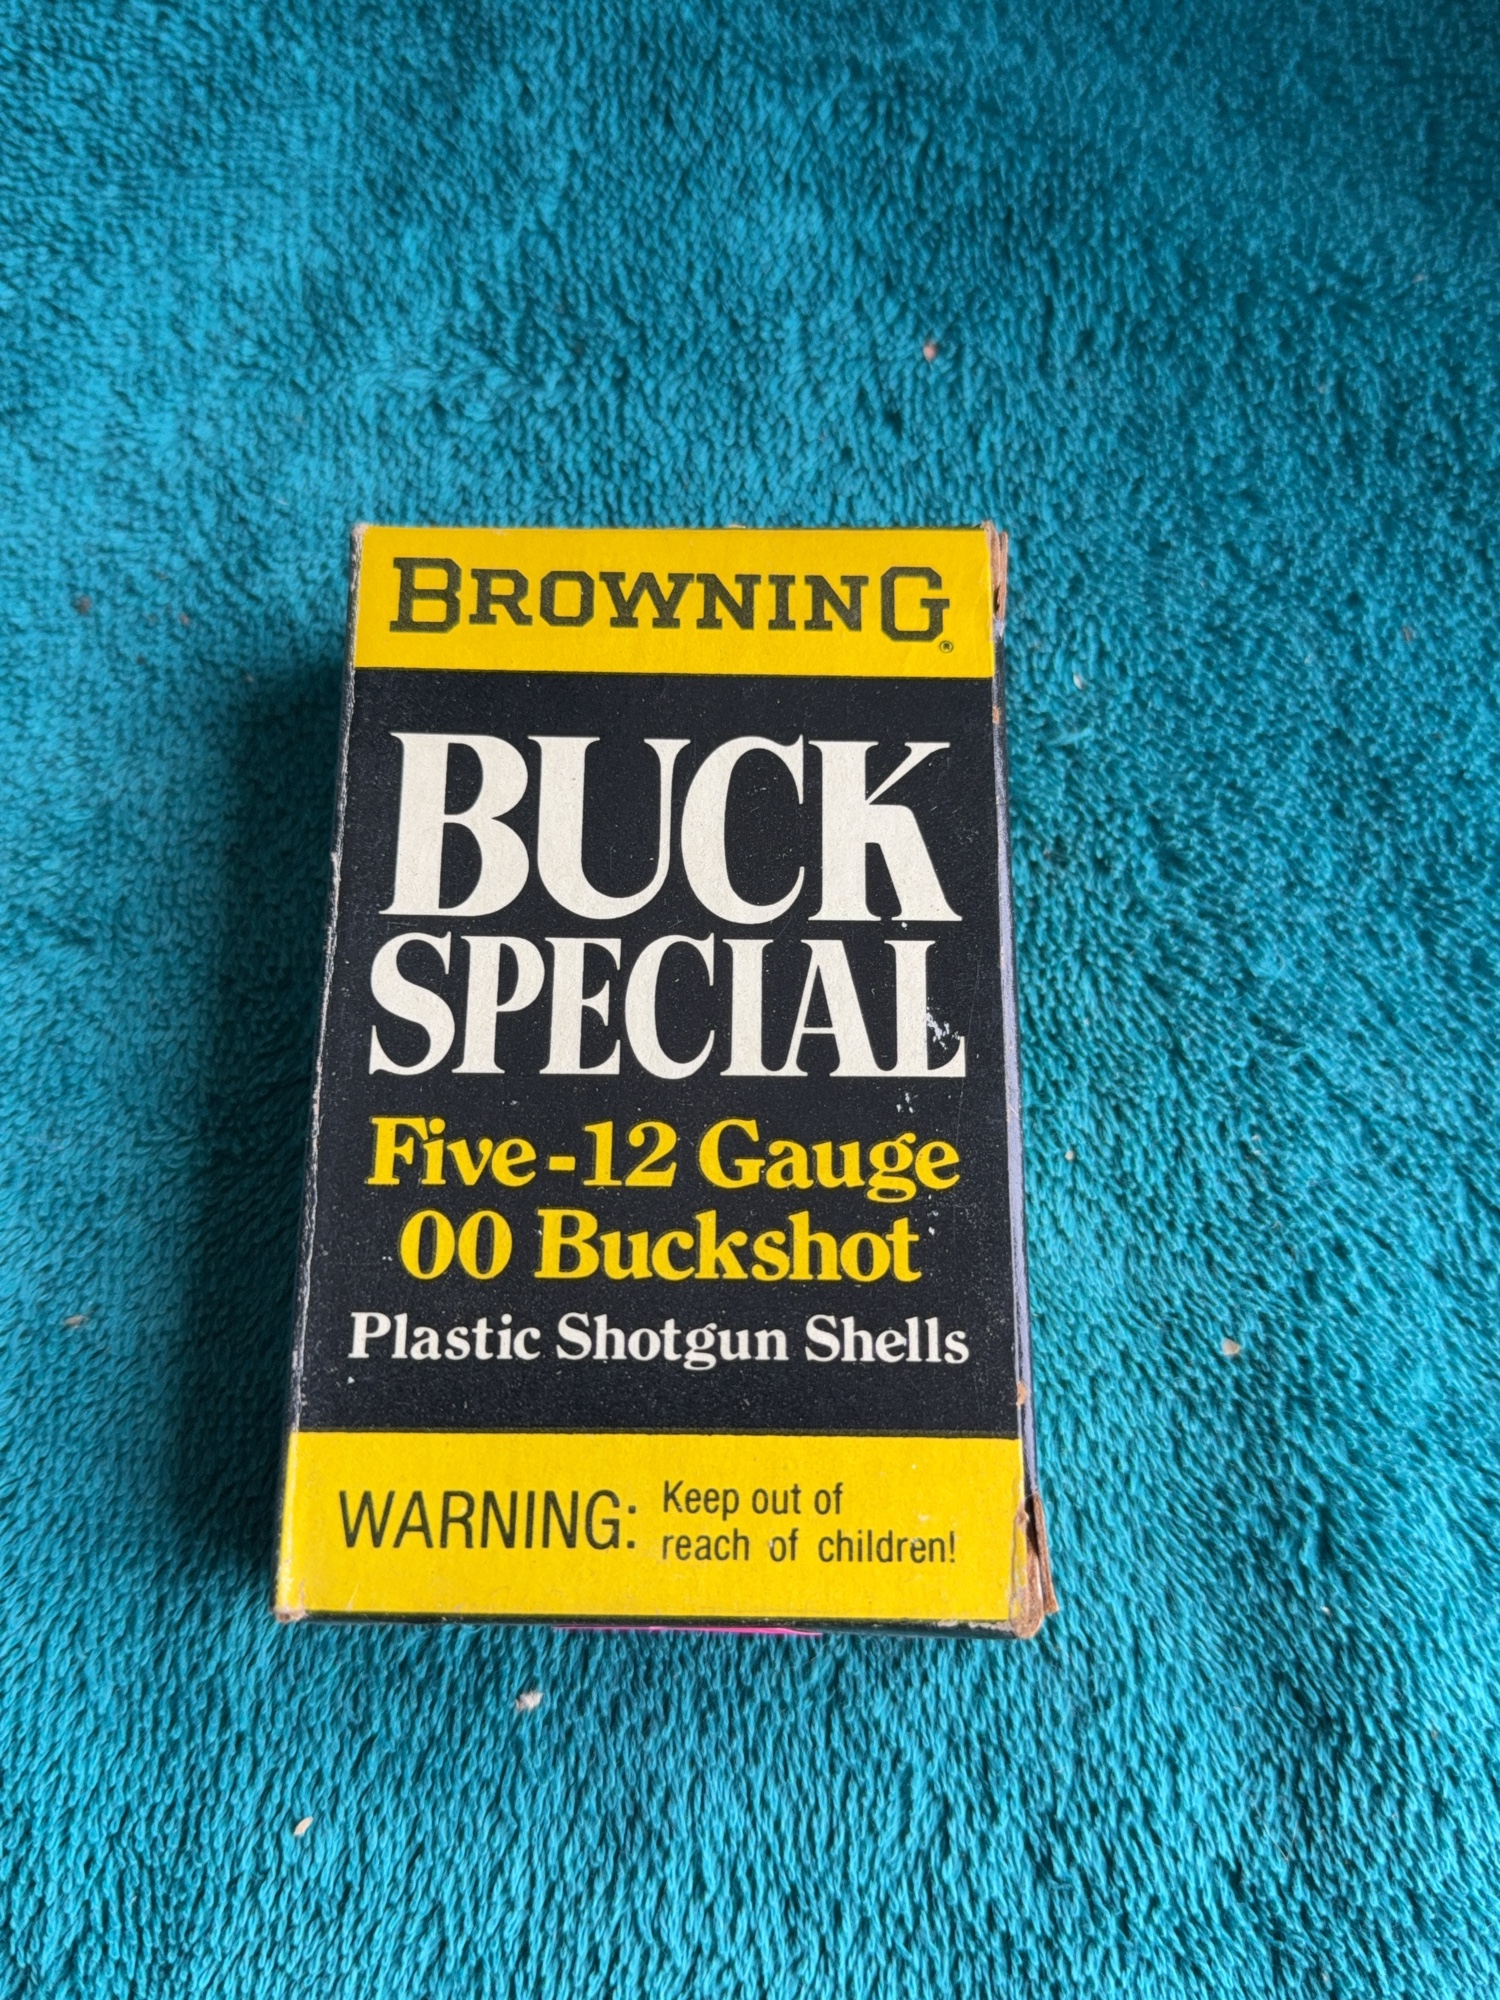 BROWNING®
BUCK
SPECIAL
Five-12 Gauge
00 Buckshot
Plastic Shotgun Shells
WARNING: Keep out of
reach of children!